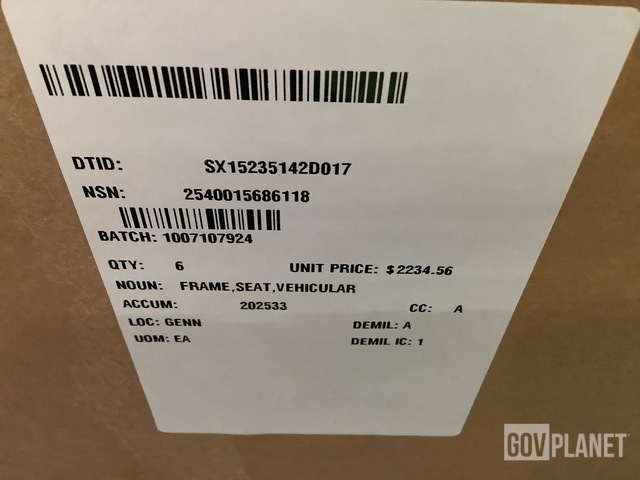 DTID: SX15235142D017
NSN: 2540015686118
BATCH: 1007107924
QTY: 6 UNIT PRICE: $2234.56
NOUN: FRAME,SEAT,VEHICULAR
ACCUM: 202533 CC: A
LOC: GENN DEMIL: A
UOM: EA DEMIL IC: 1
GOVPLANET